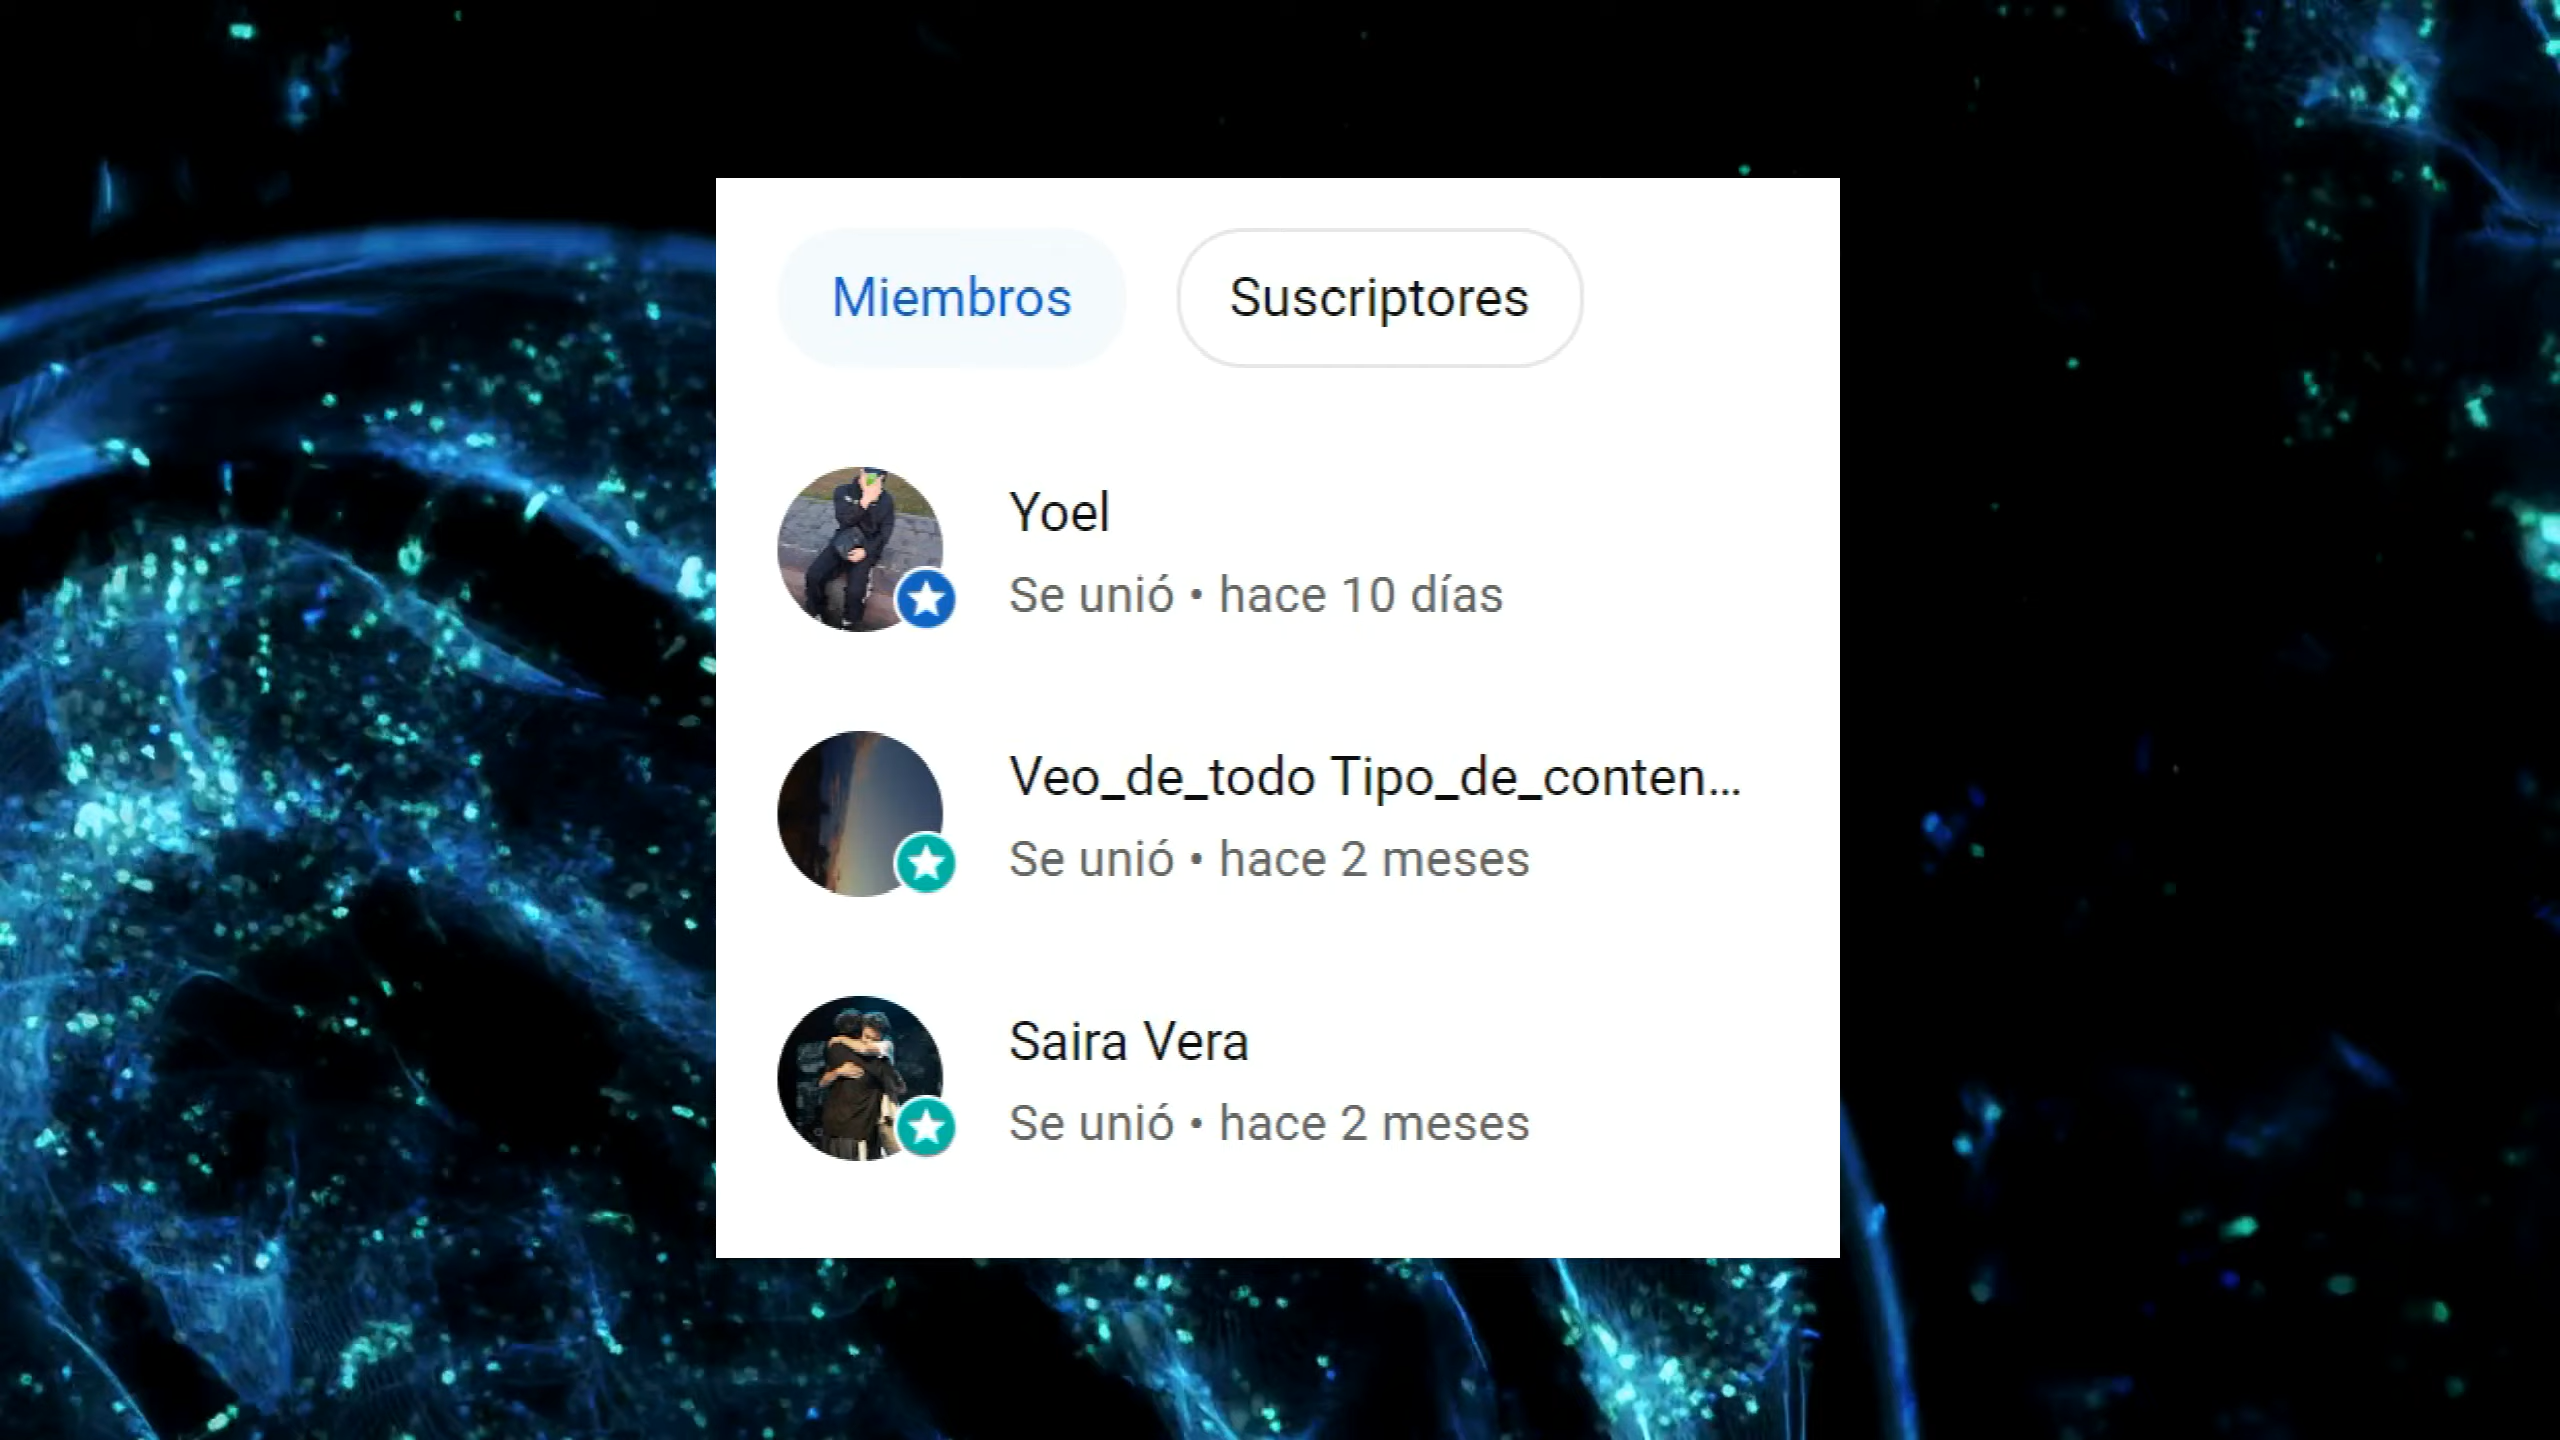 Miembros
Suscriptores
Yoel
Se unió • hace 10 días
Veo_de_todo Tipo_de_conten...
Se unió • hace 2 meses
Saira Vera
Se unió • hace 2 meses